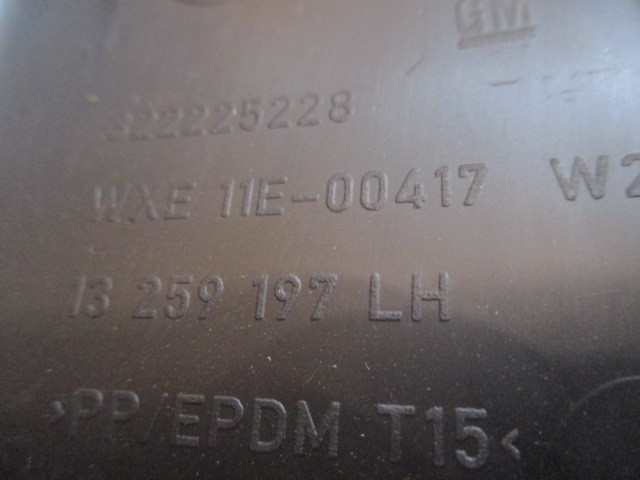 GM
322225228
WXE 11E-00417 W2
13 259 197 LH
>PP/EPDM T15<